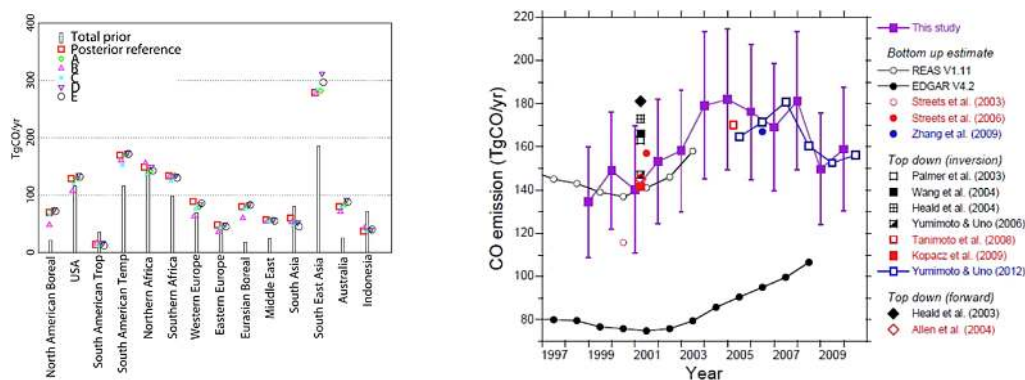 400
300
200
100
0
TgCO/yr
Total prior
Posterior reference
A
B
C
D
E
North American Boreal
USA
South American Trop
South American Temp
Northern Africa
Southern Africa
Western Europe
Eastern Europe
Eurasian Boreal
Middle East
South Asia
South East Asia
Australia
Indonesia
220
200
180
160
140
120
100
80
CO emission (TgCO/yr)
1997
1999
2001
2003
2005
2007
2009
Year
This study
Bottom up estimate
REAS V1.11
EDGAR V4.2
Streets et al. (2003)
Streets et al. (2006)
Zhang et al. (2009)
Top down (inversion)
Palmer et al. (2003)
Wang et al. (2004)
Heald et al. (2004)
Yumimoto & Uno (2006)
Tanimoto et al. (2008)
Kopacz et al. (2009)
Yumimoto & Uno (2012)
Top down (forward)
Heald et al. (2003)
Allen et al. (2004)